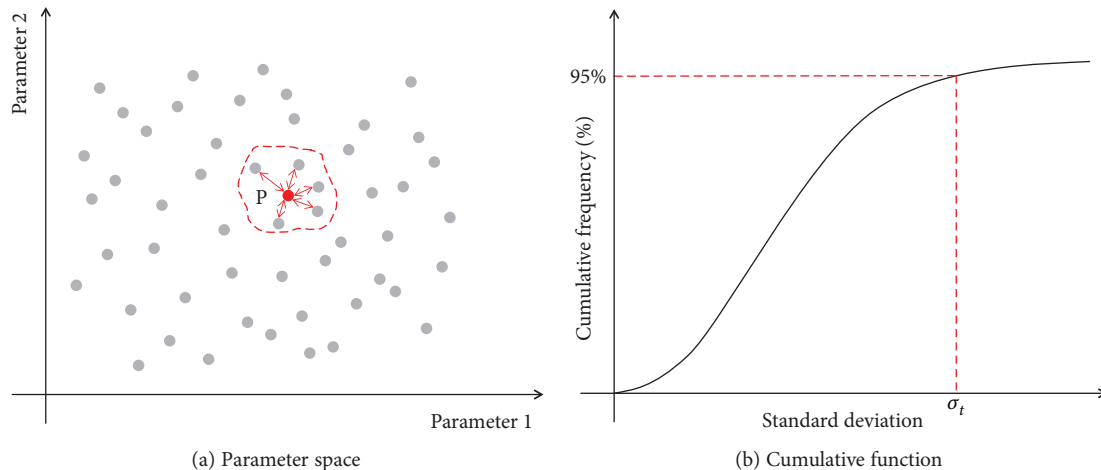 Parameter 2
P
Parameter 1
(a) Parameter space
Cumulative frequency (%)
95%
σt
Standard deviation
(b) Cumulative function